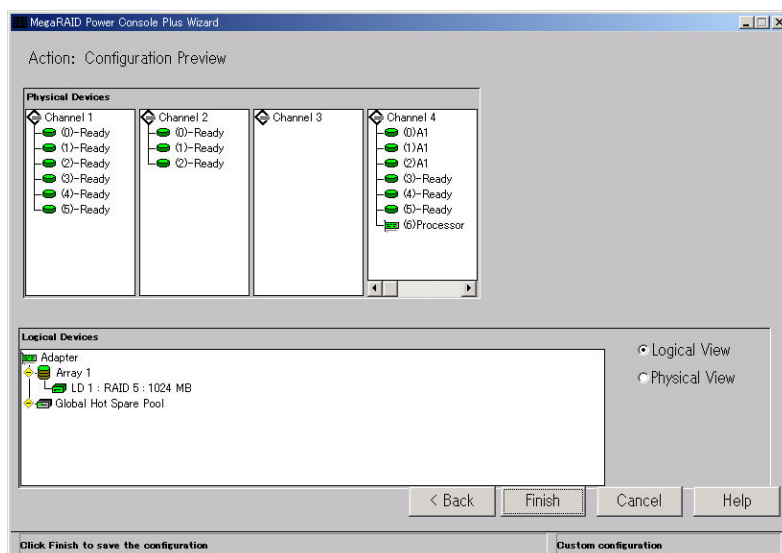 MegaRAID Power Console Plus Wizard
Action: Configuration Preview
Physical Devices
Channel 1
(0)-Ready
(1)-Ready
(2)-Ready
(3)-Ready
(4)-Ready
(5)-Ready
Channel 2
(0)-Ready
(1)-Ready
(2)-Ready
Channel 3
Channel 4
(0)A1
(1)A1
(2)A1
(3)-Ready
(4)-Ready
(5)-Ready
(6)Processor
Logical Devices
Adapter
Array 1
LD 1 : RAID 5 : 1024 MB
Global Hot Spare Pool
Logical View
Physical View
< Back
Finish
Cancel
Help
Click Finish to save the configuration
Custom configuration